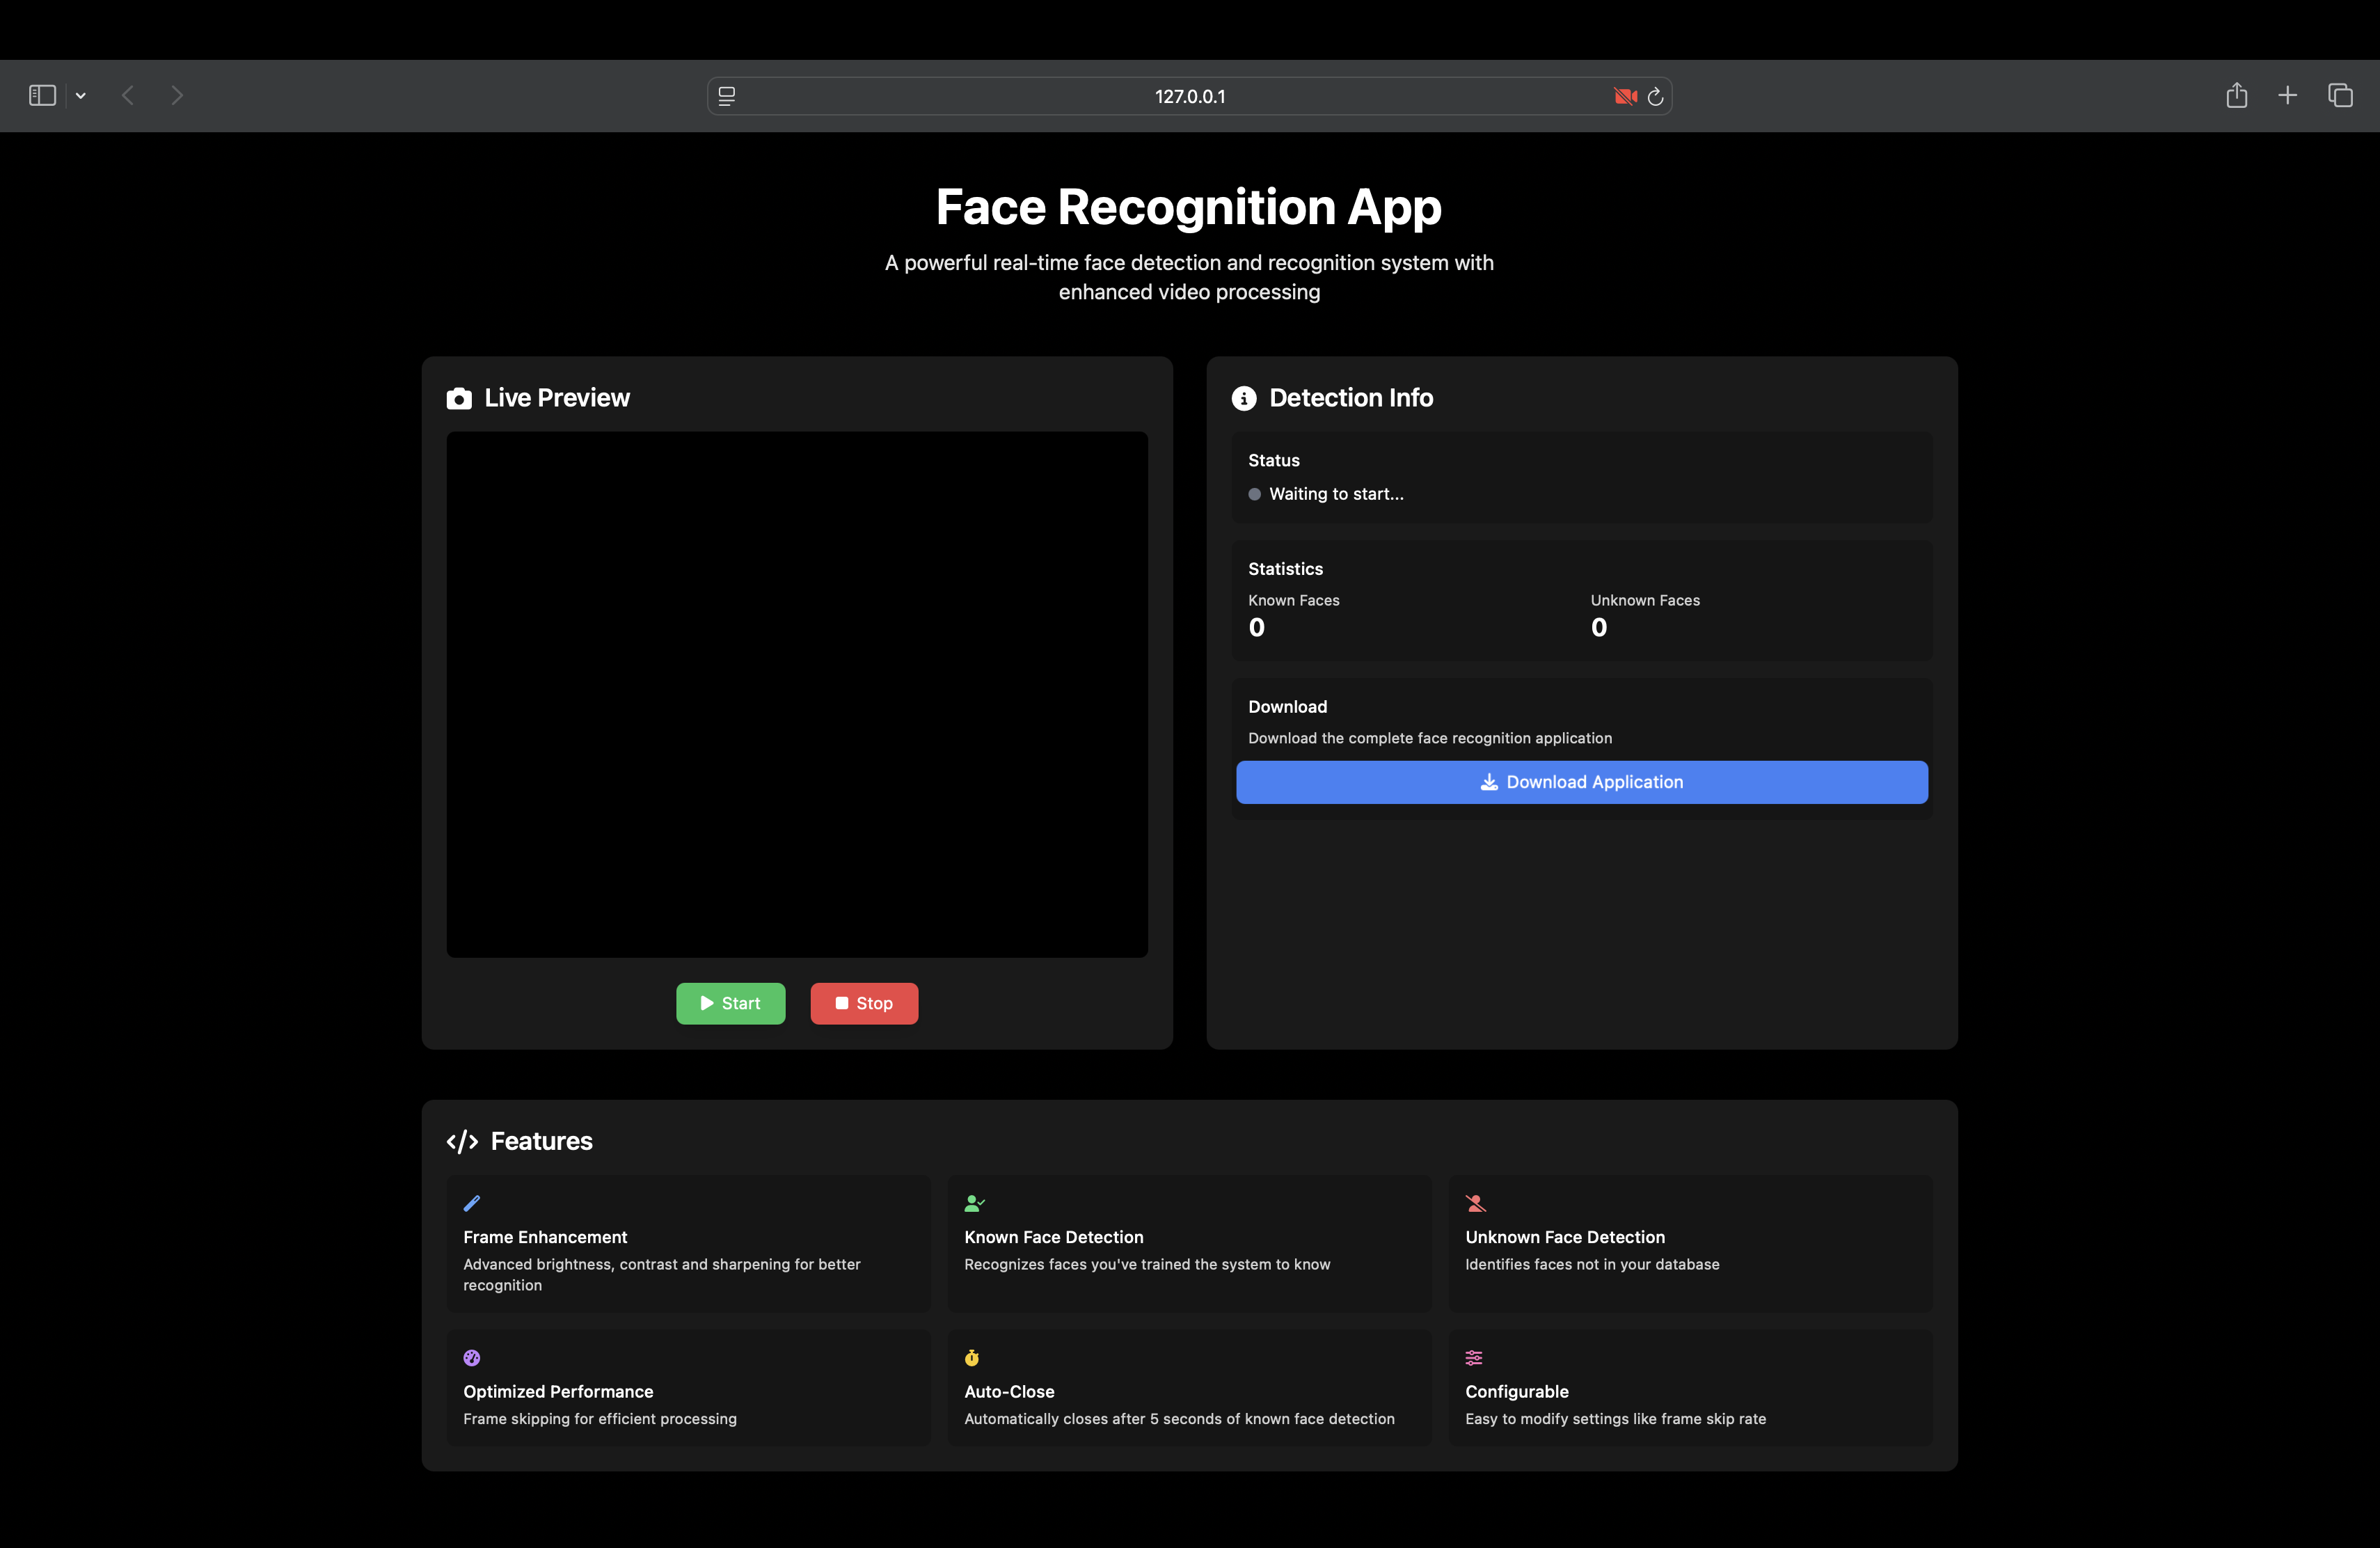 127.0.0.1
Face Recognition App
A powerful real-time face detection and recognition system with
enhanced video processing
Live Preview
Start
Stop
Detection Info
Status
Waiting to start...
Statistics
Known Faces
0
Unknown Faces
0
Download
Download the complete face recognition application
Download Application
Features
Frame Enhancement
Advanced brightness, contrast and sharpening for better
recognition
Known Face Detection
Recognizes faces you've trained the system to know
Unknown Face Detection
Identifies faces not in your database
Optimized Performance
Frame skipping for efficient processing
Auto-Close
Automatically closes after 5 seconds of known face detection
Configurable
Easy to modify settings like frame skip rate